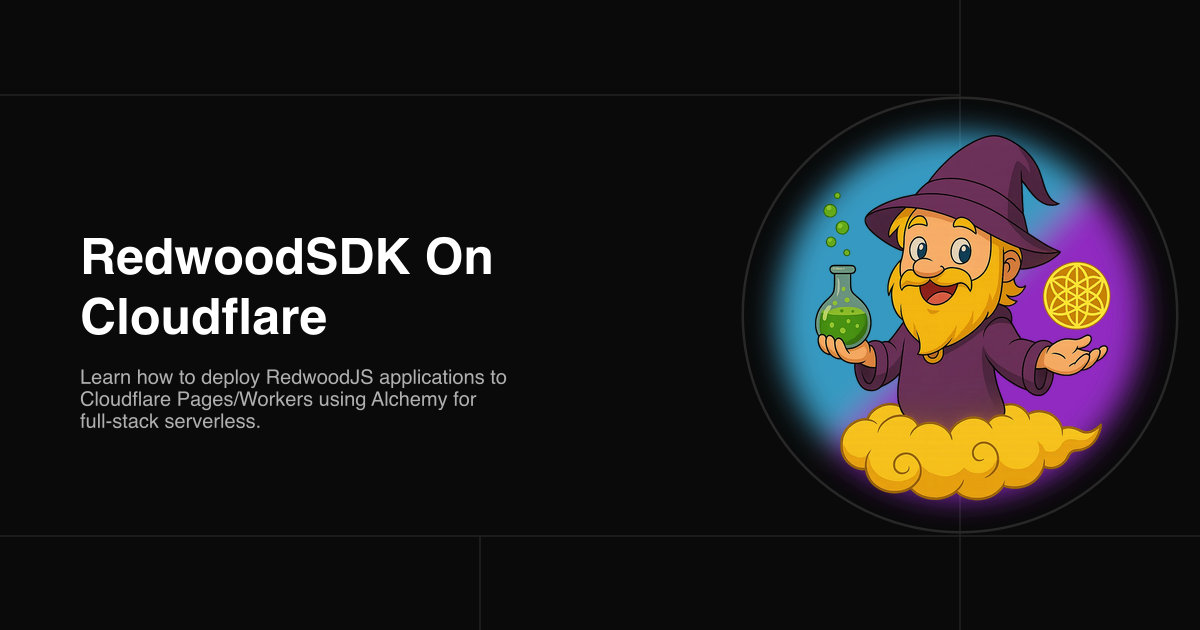 RedwoodSDK On
Cloudflare
Learn how to deploy RedwoodJS applications to
Cloudflare Pages/Workers using Alchemy for
full-stack serverless.